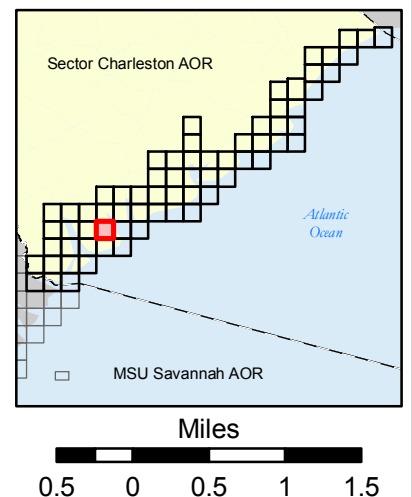 Sector Charleston AOR
Atlantic
Ocean
MSU Savannah AOR
Miles
0.5 0 0.5 1 1.5